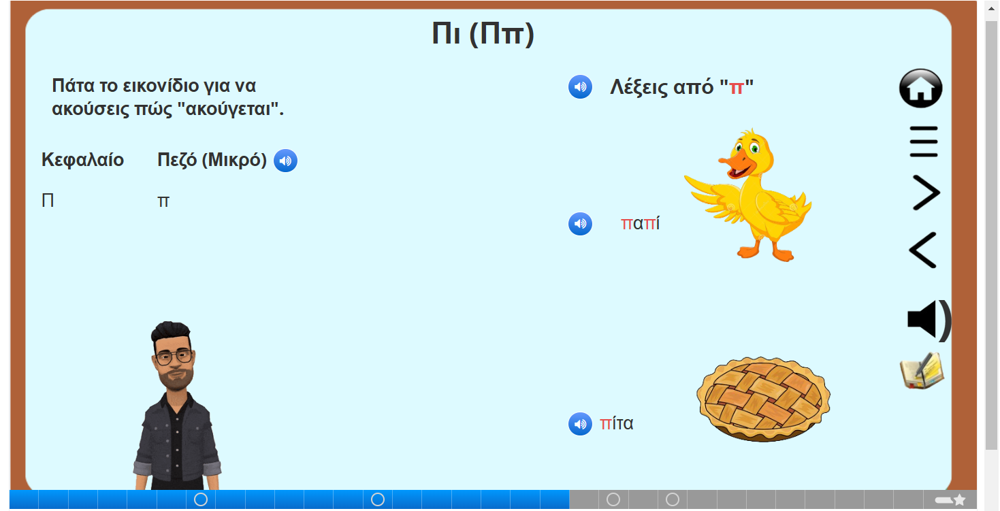 Πι (Ππ)
Πάτα το εικονίδιο για να
ακούσεις πώς "ακούγεται".
Κεφαλαίο Πεζό (Μικρό)
Π π
Λέξεις από "π"
παπί
πίτα